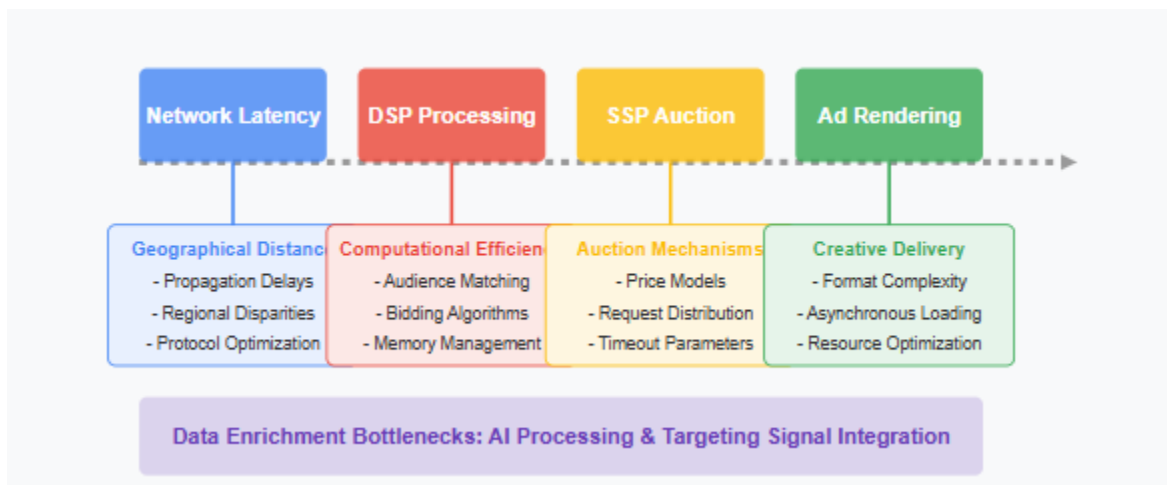 Network Latency
DSP Processing
SSP Auction
Ad Rendering
Geographical Distanc
- Propagation Delays
- Regional Disparities
- Protocol Optimization
Computational Efficien
- Audience Matching
- Bidding Algorithms
- Memory Management
Auction Mechanisms
- Price Models
- Request Distribution
- Timeout Parameters
Creative Delivery
- Format Complexity
- Asynchronous Loading
- Resource Optimization
Data Enrichment Bottlenecks: AI Processing & Targeting Signal Integration